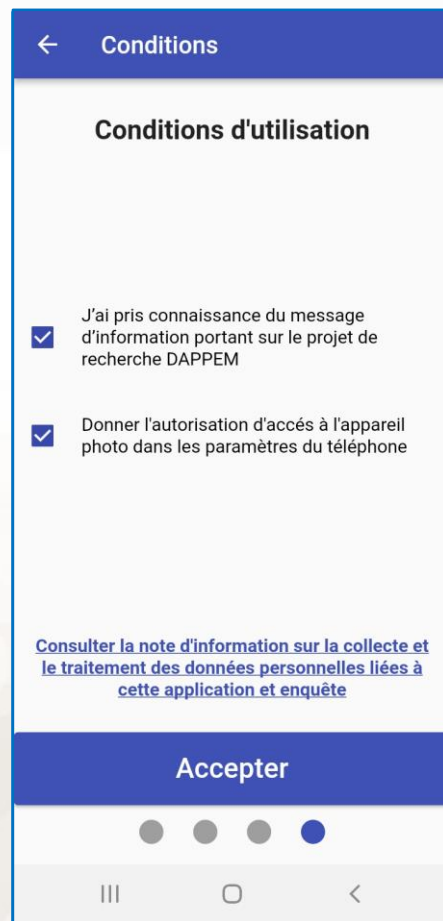 Conditions
Conditions d'utilisation
J’ai pris connaissance du message
d’information portant sur le projet de
recherche DAPPEM
Donner l'autorisation d'accés à l'appareil
photo dans les paramètres du téléphone
Consulter la note d'information sur la collecte et
le traitement des données personnelles liées à
cette application et enquête
Accepter